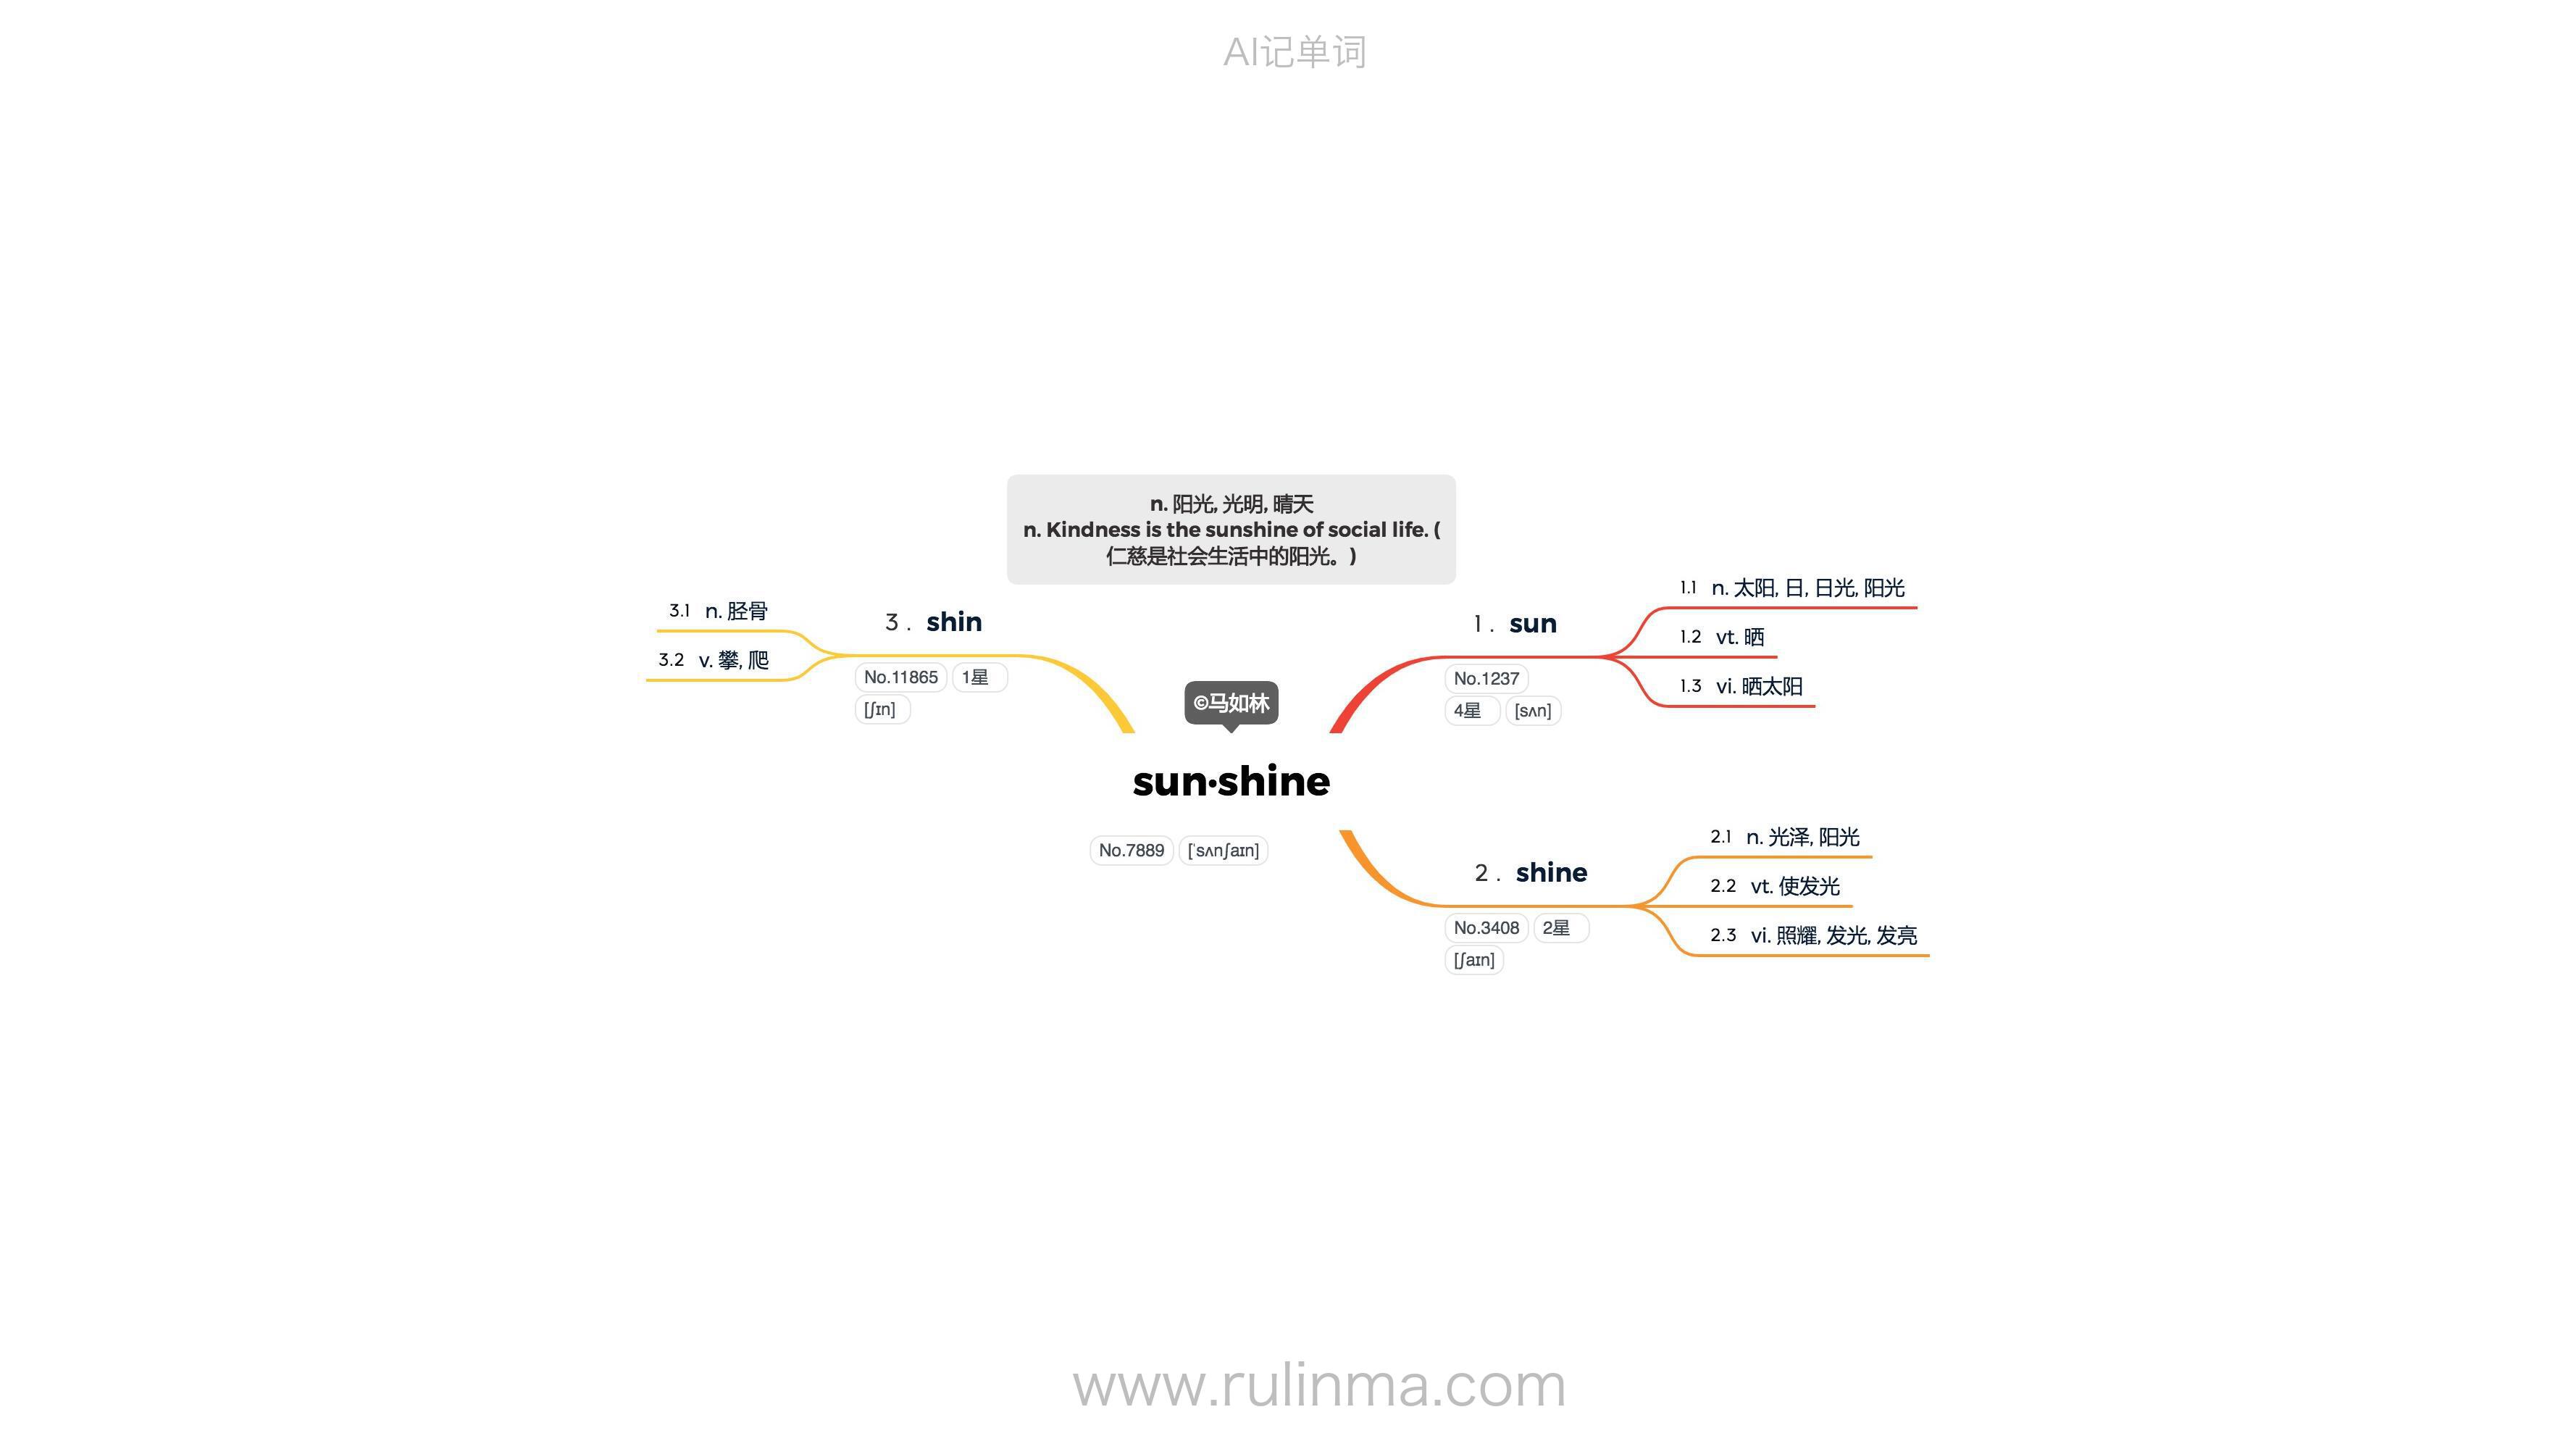 AI记单词
n. 阳光, 光明, 晴天
n. Kindness is the sunshine of social life. (
仁慈是社会生活中的阳光。)
©马如林
sun·shine
No.7889 [ˈsʌnʃaɪn]
1. sun
No.1237
4星 [sʌn]
1.1 n. 太阳, 日, 日光, 阳光
1.2 vt. 晒
1.3 vi. 晒太阳
2. shine
No.3408 2星
[ʃaɪn]
2.1 n. 光泽, 阳光
2.2 vt. 使发光
2.3 vi. 照耀, 发光, 发亮
3. shin
No.11865 1星
[ʃɪn]
3.1 n. 胫骨
3.2 v. 攀, 爬
www.rulinma.com